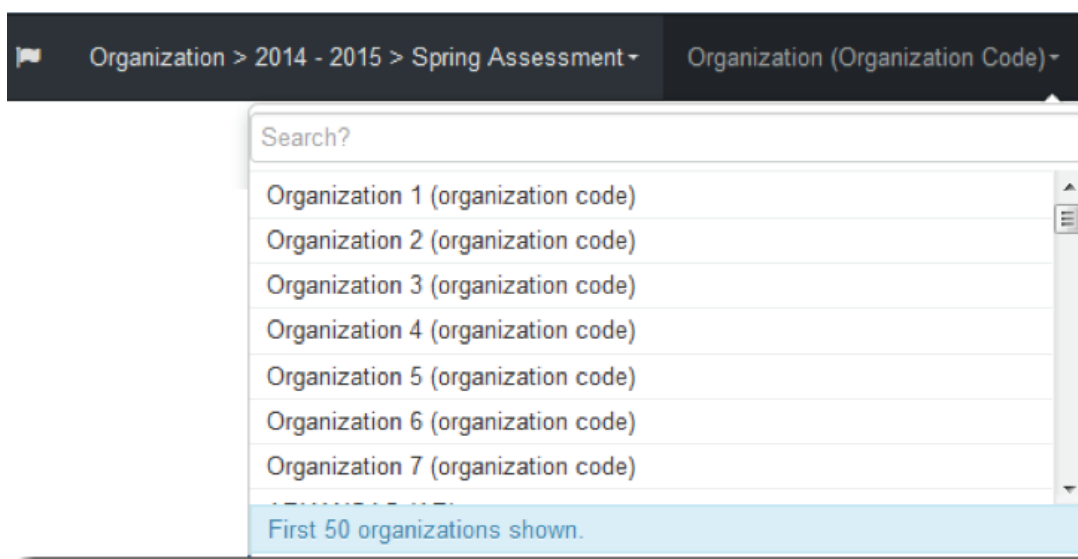 Organization > 2014 - 2015 > Spring Assessment Organization (Organization Code)
Search?
Organization 1 (organization code)
Organization 2 (organization code)
Organization 3 (organization code)
Organization 4 (organization code)
Organization 5 (organization code)
Organization 6 (organization code)
Organization 7 (organization code)
First 50 organizations shown.